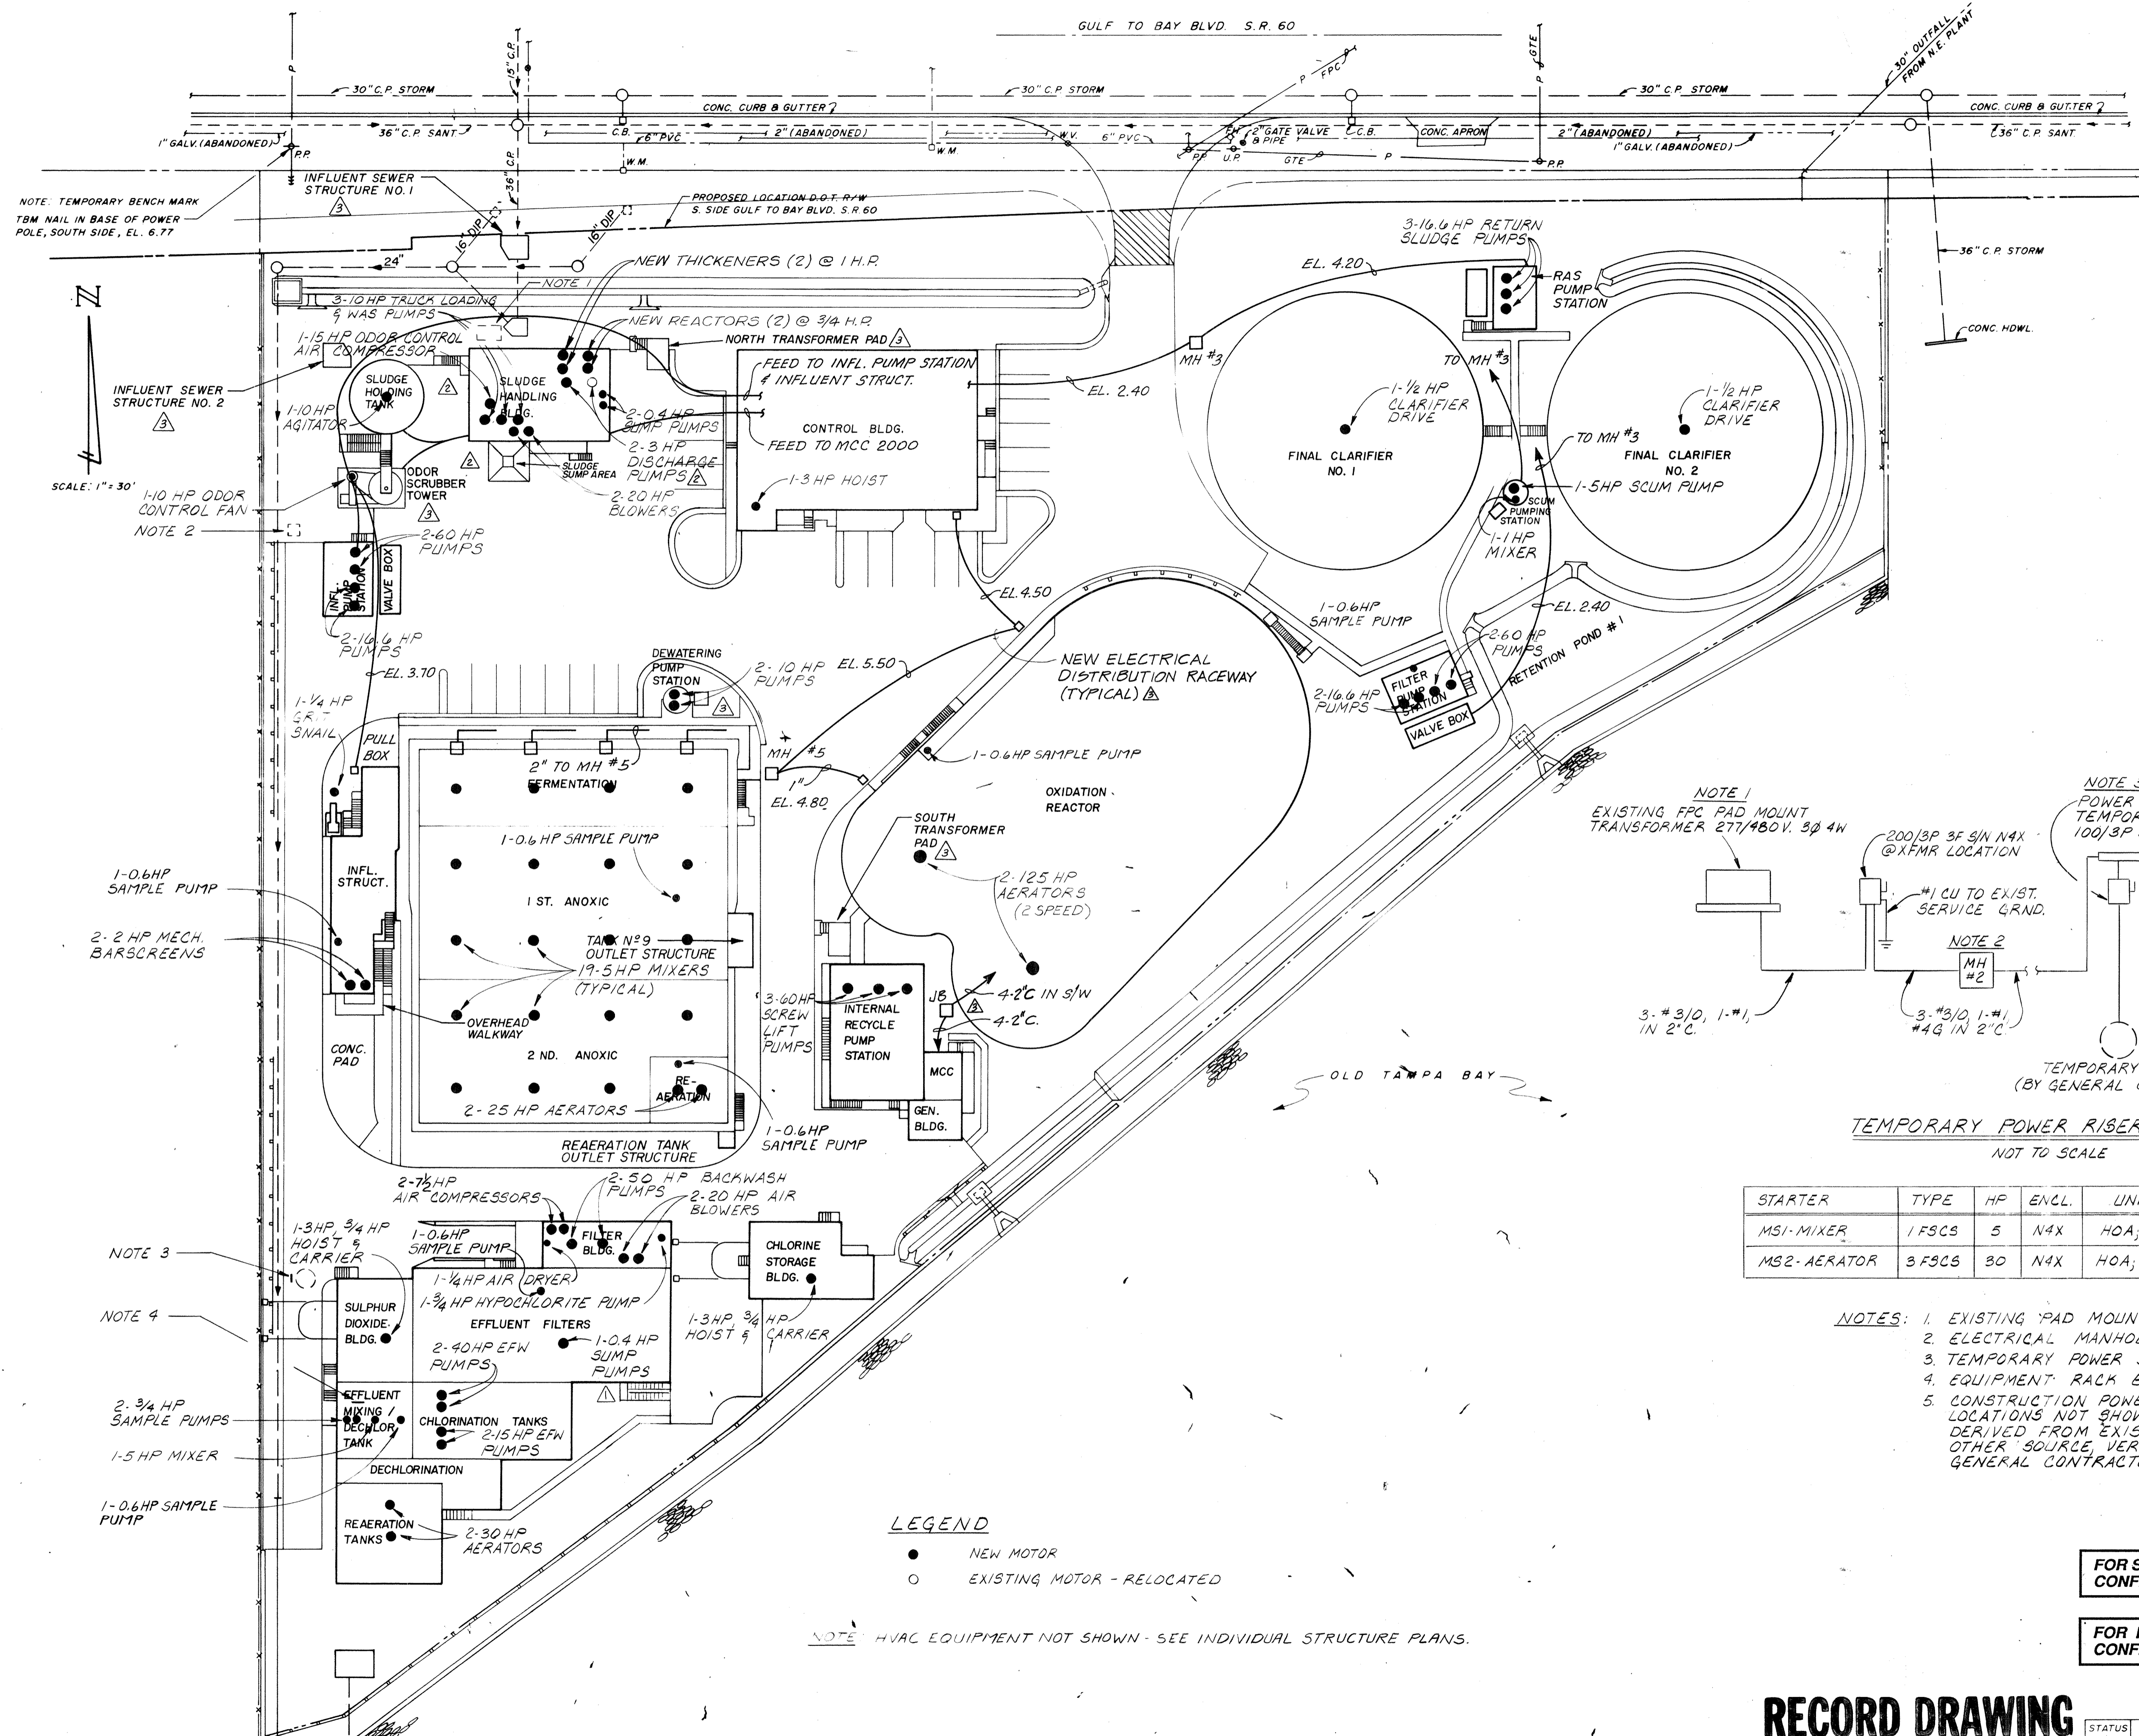 GULF TO BAY BLVD. S.R. 60
P
15" C.P.
P
FPC
P
GTE
30" OUTFALL
FROM N.E. PLANT
30" C.P. STORM
30" C.P. STORM
30" C.P. STORM
CONC. CURB & GUTTER
CONC. CURB & GUTTER
36" C.P. SANT.
C.B.
6" PVC
2" (ABANDONED)
W.V.
6" PVC
F.H.
2" GATE VALVE
& PIPE
C.B.
CONC. APRON
2" (ABANDONED)
1" GALV. (ABANDONED)
36" C.P. SANT.
1" GALV. (ABANDONED)
P.P.
W.M.
W.M.
P.P.
U.P.
GTE
P
P.P.
36" C.P.
INFLUENT SEWER
STRUCTURE NO. 1
3
NOTE: TEMPORARY BENCH MARK
TBM NAIL IN BASE OF POWER
POLE, SOUTH SIDE, EL. 6.77
PROPOSED LOCATION D.O.T. R/W
S. SIDE GULF TO BAY BLVD. S.R.60
16" DIP
16" DIP
24"
N
SCALE: 1" = 30'
36" C.P. STORM
CONC. HDWL.
NEW THICKENERS (2) @ 1 H.P.
NOTE 1
3-10 HP TRUCK LOADING
& WAS PUMPS
NEW REACTORS (2) @ 3/4 H.P.
1-15 HP ODOR CONTROL
AIR COMPRESSOR
NORTH TRANSFORMER PAD 3
INFLUENT SEWER
STRUCTURE NO. 2
3
SLUDGE
HOLDING
TANK
2
SLUDGE
HANDLING
BLDG.
1-10 HP
AGITATOR
2-0.4 HP
SUMP PUMPS
2-3 HP
DISCHARGE
PUMPS 2
2-20 HP
BLOWERS
2
SLUDGE
SUMP AREA
ODOR
SCRUBBER
TOWER
3
1-10 HP ODOR
CONTROL FAN
NOTE 2
FEED TO INFL. PUMP STATION
& INFLUENT STRUCT.
CONTROL BLDG.
FEED TO MCC 2000
1-3 HP HOIST
3-16.6 HP RETURN
SLUDGE PUMPS
EL. 4.20
RAS
PUMP
STATION
MH #3
EL. 2.40
TO MH #3
1-1/2 HP
CLARIFIER
DRIVE
1-1/2 HP
CLARIFIER
DRIVE
TO MH #3
FINAL CLARIFIER
NO. 1
FINAL CLARIFIER
NO. 2
1-5HP SCUM PUMP
SCUM
PUMPING
STATION
1-1 HP
MIXER
2-60 HP
PUMPS
INFL.
PUMP
STATION
VALVE BOX
2-16.6 HP
PUMPS
EL. 3.70
EL. 4.50
EL. 5.50
1-0.6HP
SAMPLE PUMP
EL. 2.40
2-60 HP
PUMPS
RETENTION POND #1
FILTER
PUMP
STATION
VALVE BOX
2-16.6 HP
PUMPS
NEW ELECTRICAL
DISTRIBUTION RACEWAY
(TYPICAL) 3
DEWATERING
PUMP
STATION
2-10 HP
PUMPS
3
1-1/4 HP
GRIT
SNAIL
PULL
BOX
MH #5
1"
EL. 4.80
2" TO MH #5
FERMENTATION
1-0.6HP SAMPLE PUMP
OXIDATION
REACTOR
1-0.6 HP SAMPLE PUMP
SOUTH
TRANSFORMER
PAD 3
2-125 HP
AERATORS
(2 SPEED)
INFL.
STRUCT.
1-0.6HP
SAMPLE PUMP
1 ST. ANOXIC
2-2 HP MECH.
BARSCREENS
TANK Nº 9
OUTLET STRUCTURE
19-5 HP MIXERS
(TYPICAL)
OVERHEAD
WALKWAY
CONC.
PAD
2 ND. ANOXIC
RE-
AERATION
2-25 HP AERATORS
3-60HP
SCREW
LIFT
PUMPS
INTERNAL
RECYCLE
PUMP
STATION
JB
4-2"C IN S/W
3
4-2"C.
MCC
GEN.
BLDG.
1-0.6HP
SAMPLE PUMP
REAERATION TANK
OUTLET STRUCTURE
OLD TAMPA BAY
NOTE 1
EXISTING FPC PAD MOUNT
TRANSFORMER 277/480V. 3Ø 4W
200/3P 3F S/N N4X
@XFMR LOCATION
POWER
TEMPOR
100/3P
#1 CU TO EXIST.
SERVICE GRND.
NOTE 2
MH
#2
3-#3/0, 1-#1,
IN 2"C.
3-#3/0, 1-#1,
#4G IN 2"C.
TEMPORARY
(BY GENERAL
TEMPORARY POWER RISER
NOT TO SCALE
STARTER TYPE HP ENCL.
MS1-MIXER 1 FSCS 5 N4X HOA;
MS2-AERATOR 3 FSCS 30 N4X HOA;
2-7½ HP
AIR COMPRESSORS
2-50 HP BACKWASH
PUMPS
2-20 HP AIR
BLOWERS
1-3HP, 3/4 HP
HOIST &
CARRIER
1-0.6HP
SAMPLE PUMP
FILTER
BLDG.
NOTE 3
1-1/4 HP AIR DRYER
1-3/4 HP HYPOCHLORITE PUMP
CHLORINE
STORAGE
BLDG.
NOTE 4
SULPHUR
DIOXIDE
BLDG.
EFFLUENT FILTERS
1-3HP, 3/4 HP
HOIST & CARRIER
2-40HP EFW
PUMPS
1-0.4 HP
SUMP
PUMPS
1
2-3/4 HP
SAMPLE PUMPS
EFFLUENT
MIXING /
DECHLOR
TANK
CHLORINATION TANKS
2-15 HP EFW
PUMPS
1-5 HP MIXER
DECHLORINATION
1-0.6HP SAMPLE
PUMP
REAERATION
TANKS
2-30 HP
AERATORS
NOTES: 1. EXISTING PAD MOUN
2. ELECTRICAL MANHO
3. TEMPORARY POWER
4. EQUIPMENT RACK
5. CONSTRUCTION POWE
LOCATIONS NOT SHOW
DERIVED FROM EXIS
OTHER SOURCE, VER
GENERAL CONTRACT
LEGEND
NEW MOTOR
EXISTING MOTOR - RELOCATED
NOTE: HVAC EQUIPMENT NOT SHOWN - SEE INDIVIDUAL STRUCTURE PLANS.
FOR S
CONF
FOR
CONF
RECORD DRAWING
STATUS